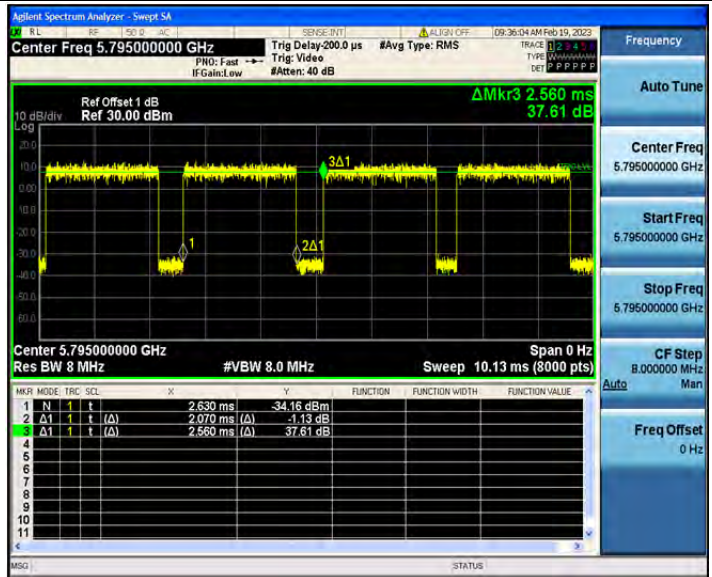 Agilent Spectrum Analyzer - Swept SA
RL RF 50 Ω AC SENSE:INT ALIGN OFF 09:36:04 AM Feb 19, 2023
Center Freq 5.795000000 GHz
PNO: Fast
IFGain:Low
Trig Delay-200.0 µs
Trig: Video
#Atten: 40 dB
#Avg Type: RMS
TRACE 1 2 3 4 5 6
TYPE
DET P P P P P P
ΔMkr3 2.560 ms
37.61 dB
Ref Offset 1 dB
10 dB/div Ref 30.00 dBm
Log
20.0
10.0
0.00
-10.0
-20.0
-30.0
-40.0
-50.0
-60.0
3Δ1
1
2Δ1
Center 5.795000000 GHz Span 0 Hz
Res BW 8 MHz #VBW 8.0 MHz Sweep 10.13 ms (8000 pts)
MKR MODE TRC SCL X Y FUNCTION FUNCTION WIDTH FUNCTION VALUE
1 N 1 t 2.630 ms -34.16 dBm
2 Δ1 1 t (Δ) 2.070 ms (Δ) -1.13 dB
3 Δ1 1 t (Δ) 2.560 ms (Δ) 37.61 dB
4
5
6
7
8
9
10
11
MSG STATUS
Frequency
Auto Tune
Center Freq
5.795000000 GHz
Start Freq
5.795000000 GHz
Stop Freq
5.795000000 GHz
CF Step
8.000000 MHz
Auto Man
Freq Offset
0 Hz